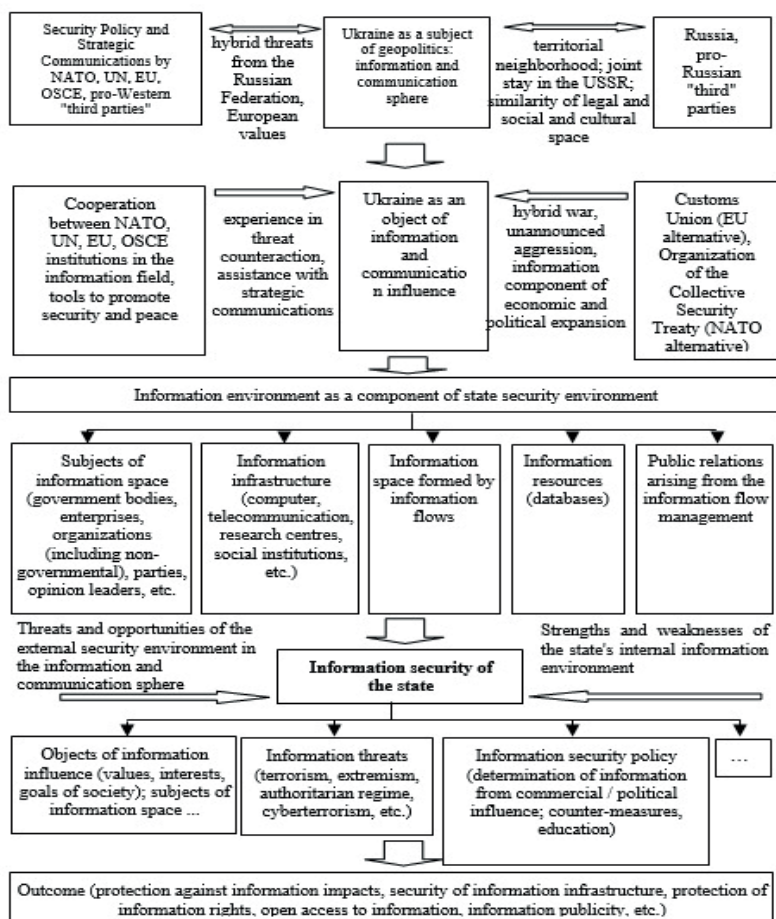 Security Policy and
Strategic
Communications by
NATO, UN, EU,
OSCE, pro-Western
"third parties"
hybrid threats
from the
Russian
Federation,
European
values
Ukraine as a subject
of geopolitics:
information and
communication
sphere
territorial
neighborhood; joint
stay in the USSR;
similarity of legal and
social and cultural
space
Russia,
pro-
Russian
"third"
parties
Cooperation
between NATO,
UN, EU, OSCE
institutions in the
information field,
tools to promote
security and peace
experience in
threat
counteraction,
assistance with
strategic
communications
Ukraine as an
object of
information
and
communicatio
n influence
hybrid war,
unannounced
aggression,
information
component of
economic and
political expansion
Customs
Union (EU
alternative),
Organization
of the
Collective
Security
Treaty (NATO
alternative)
Information environment as a component of state security environment
Subjects of
information space
(government bodies,
enterprises,
organizations
(including non-
governmental), parties,
opinion leaders, etc.
Information
infrastructure
(computer,
telecommunication,
research centres,
social institutions,
etc.)
Information
space formed by
information
flows
Information
resources
(databases)
Public relations
arising from the
information flow
management
Threats and opportunities of the
external security environment in
the information and
communication sphere
Information security of
the state
Strengths and weaknesses of
the state's internal information
environment
Objects of information
influence (values, interests,
goals of society); subjects of
information space ...
Information threats
(terrorism, extremism,
authoritarian regime,
cyberterrorism, etc.)
Information security policy
(determination of information
from commercial / political
influence; counter-measures,
education)
...
Outcome (protection against information impacts, security of information infrastructure, protection of
information rights, open access to information, information publicity, etc.)